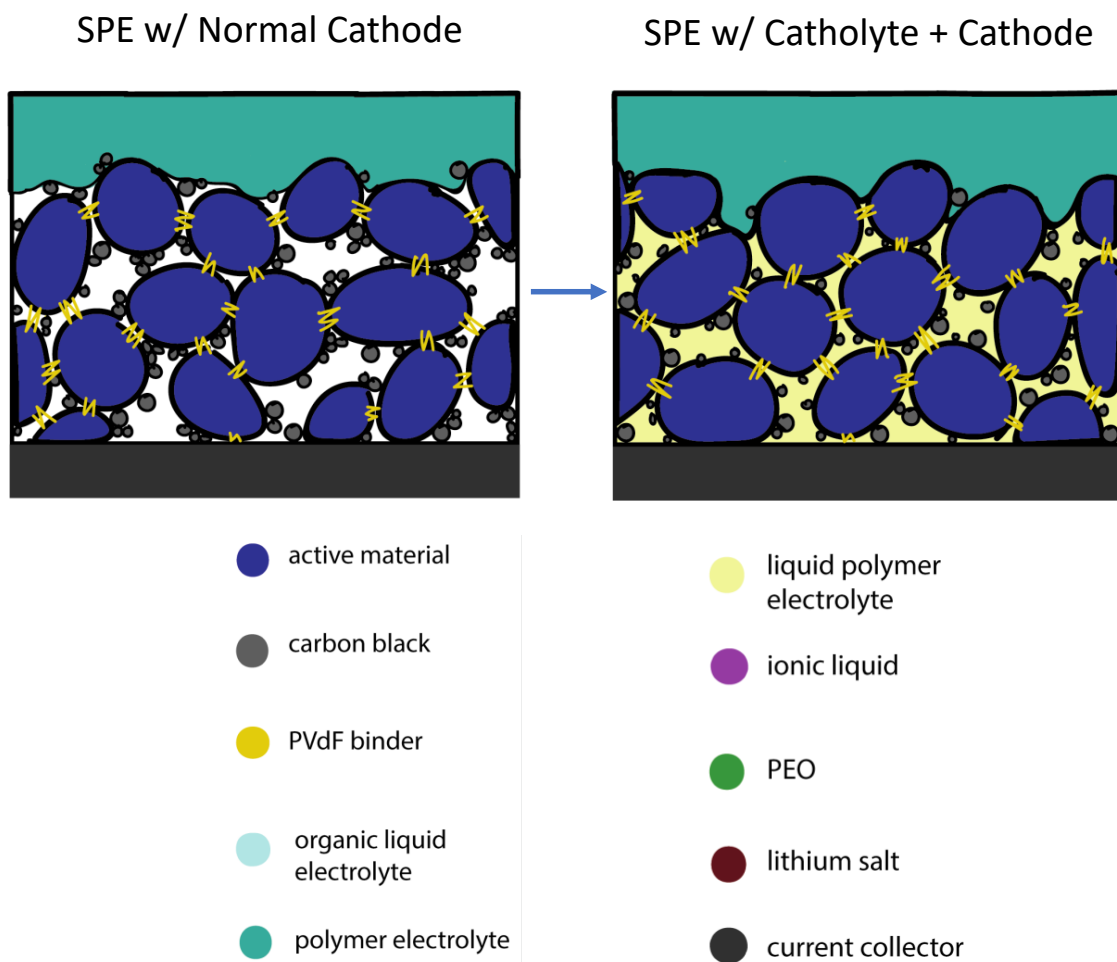 SPE w/ Normal Cathode
SPE w/ Catholyte + Cathode
active material
carbon black
PVdF binder
organic liquid
electrolyte
polymer electrolyte
liquid polymer
electrolyte
ionic liquid
PEO
lithium salt
current collector